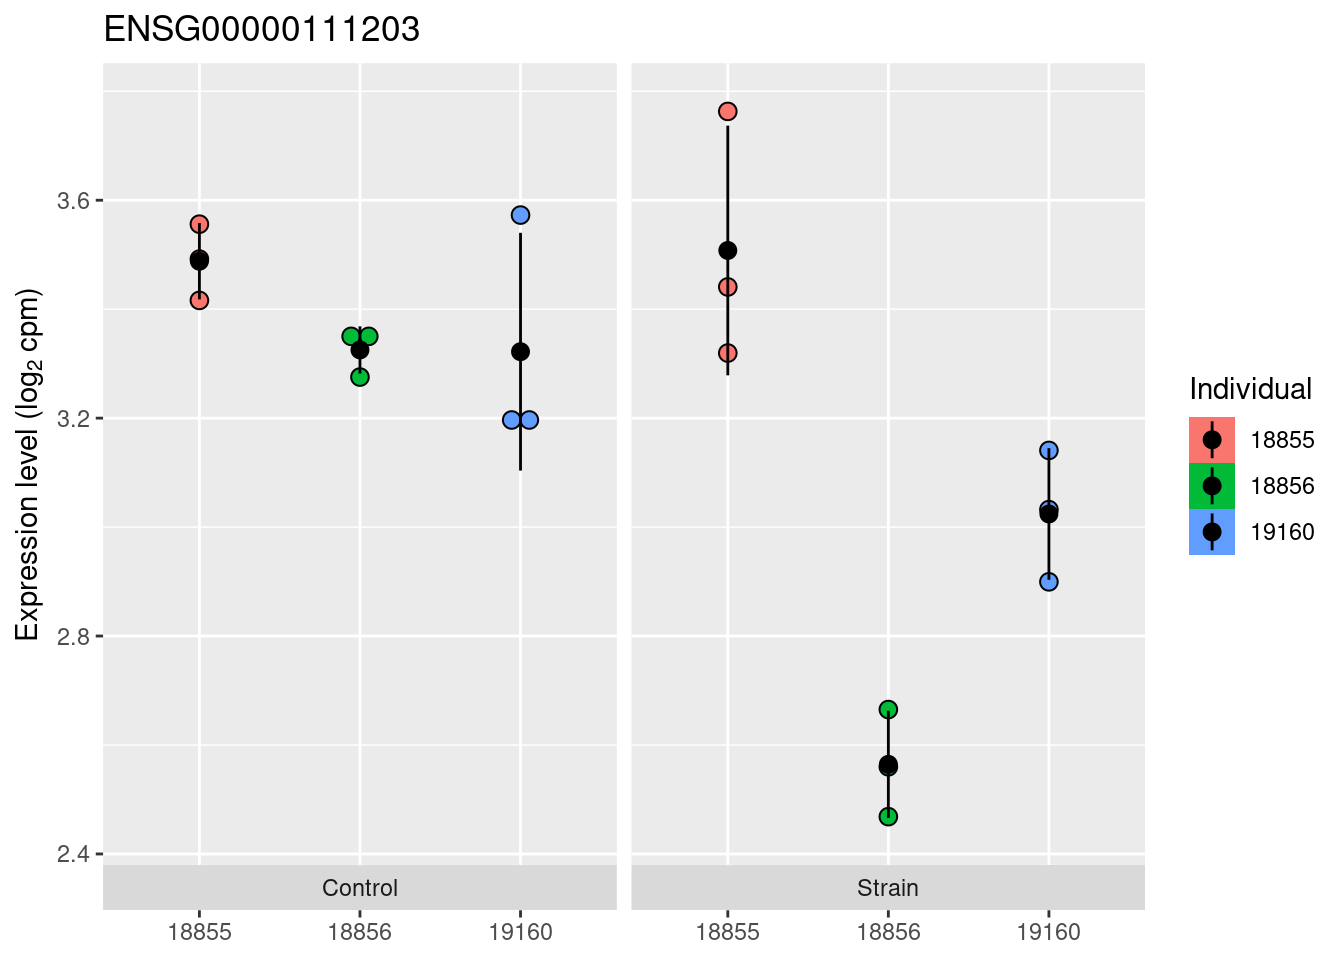 ENSG00000111203
Expression level (log₂ cpm)
3.6
3.2
2.8
2.4
Control
Strain
18855
18856
19160
18855
18856
19160
Individual
18855
18856
19160